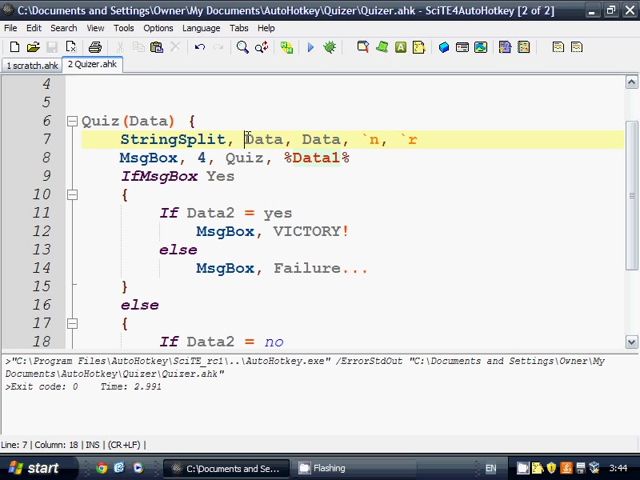 C:\Documents and Settings\Owner\My Documents\AutoHotkey\Quizer\Quizer.ahk - SciTE4AutoHotkey [2 of 2]
File Edit Search View Tools Options Language Tabs Help
1 scratch.ahk 2 Quizer.ahk
4
5
6 Quiz(Data) {
7 StringSplit, Data, Data, `n, `r
8 MsgBox, 4, Quiz, %Data1%
9 IfMsgBox Yes
10 {
11 If Data2 = yes
12 MsgBox, VICTORY!
13 else
14 MsgBox, Failure...
15 }
16 else
17 {
18 If Data2 = no
>"C:\Program Files\AutoHotkey\SciTE_rc1\..\AutoHotkey.exe" /ErrorStdOut "C:\Documents and Settings\Owner\My
Documents\AutoHotkey\Quizer\Quizer.ahk"
>Exit code: 0 Time: 2.991
Line: 7 | Column: 18 | INS | (CR+LF)
start C:\Documents and Se... Flashing EN 3:44